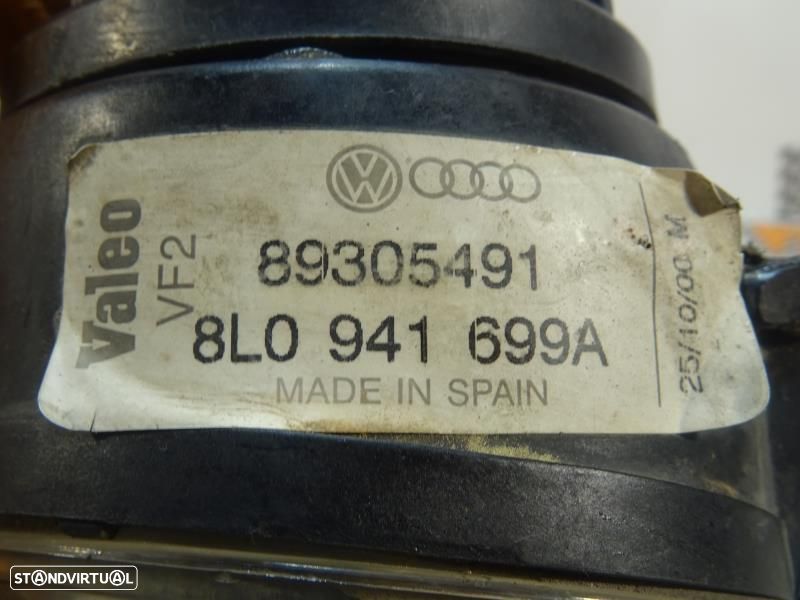 Valeo
VF2
89305491
8L0 941 699A
MADE IN SPAIN
25/10/00 M
STANDVIRTUAL